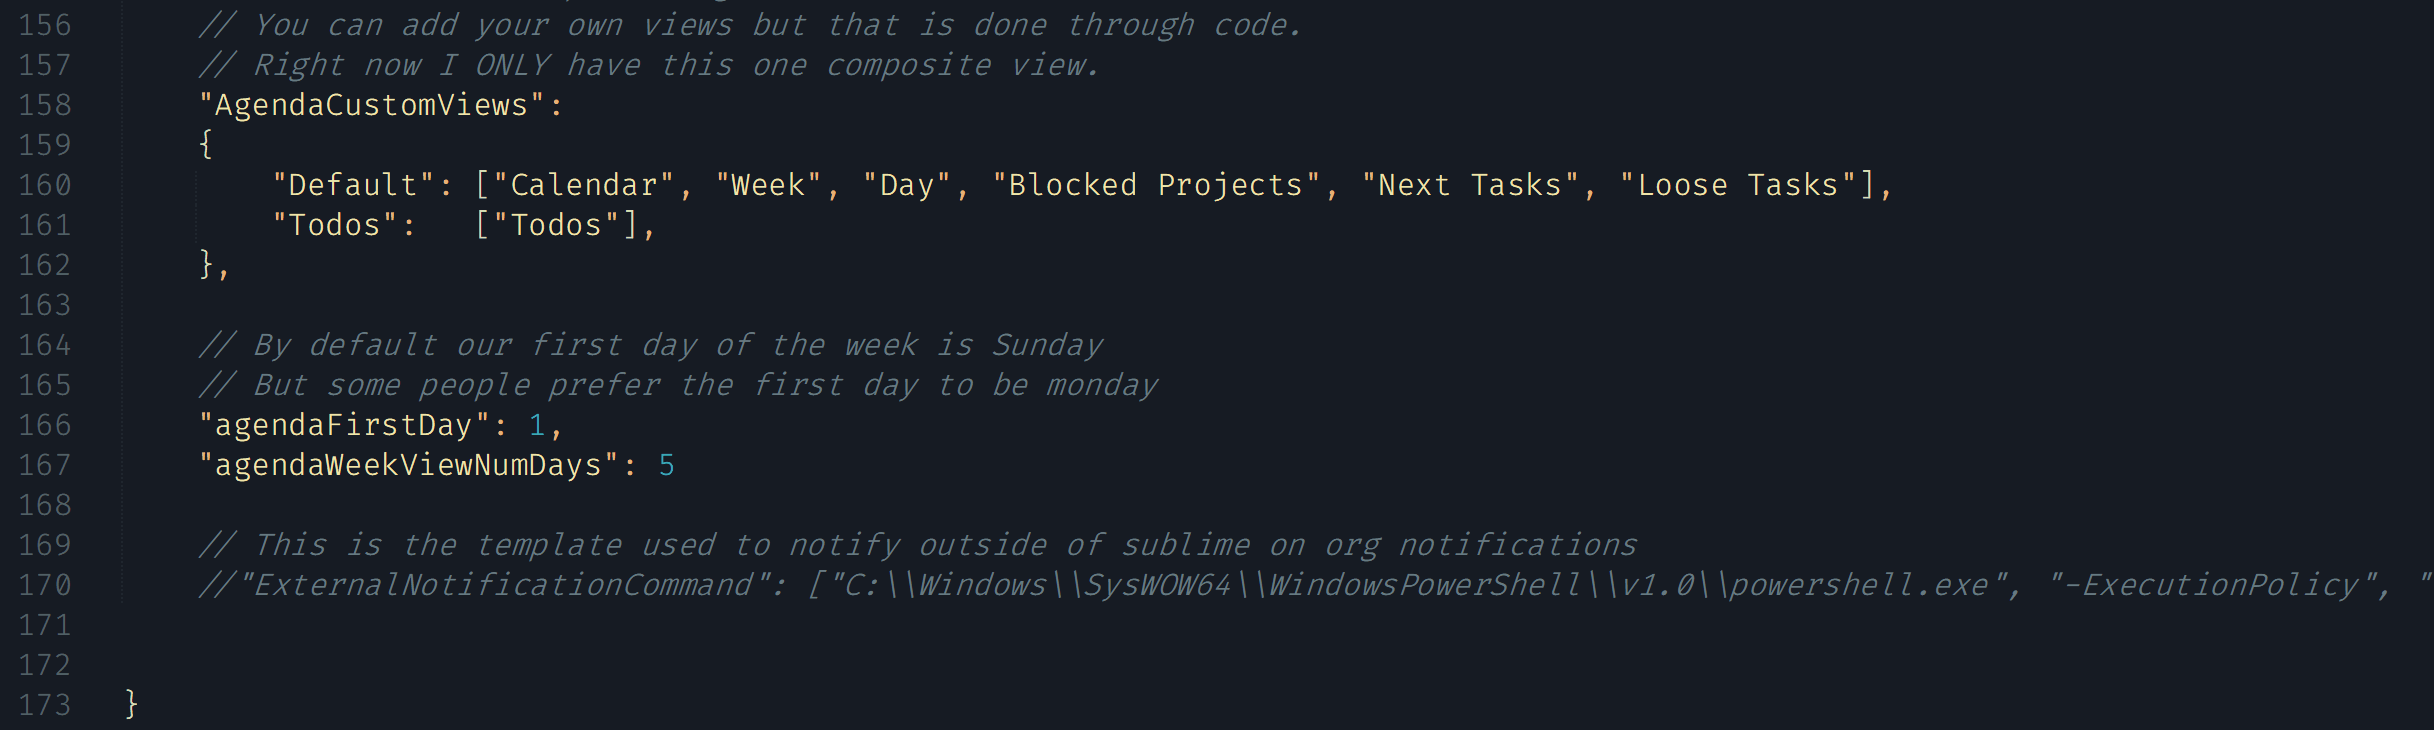 156 // You can add your own views but that is done through code.
157 // Right now I ONLY have this one composite view.
158 "AgendaCustomViews":
159 {
160 "Default": ["Calendar", "Week", "Day", "Blocked Projects", "Next Tasks", "Loose Tasks"],
161 "Todos":   ["Todos"],
162 },
163
164 // By default our first day of the week is Sunday
165 // But some people prefer the first day to be monday
166 "agendaFirstDay": 1,
167 "agendaWeekViewNumDays": 5
168
169 // This is the template used to notify outside of sublime on org notifications
170 //"ExternalNotificationCommand": ["C:\\Windows\\SysWOW64\\WindowsPowerShell\\v1.0\\powershell.exe", "-ExecutionPolicy", "
171
172
173 }